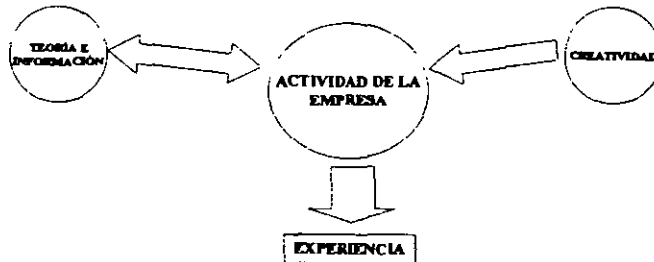 TEORÍA E
INFORMACIÓN
ACTIVIDAD DE LA
EMPRESA
CREATIVIDAD
EXPERIENCIA